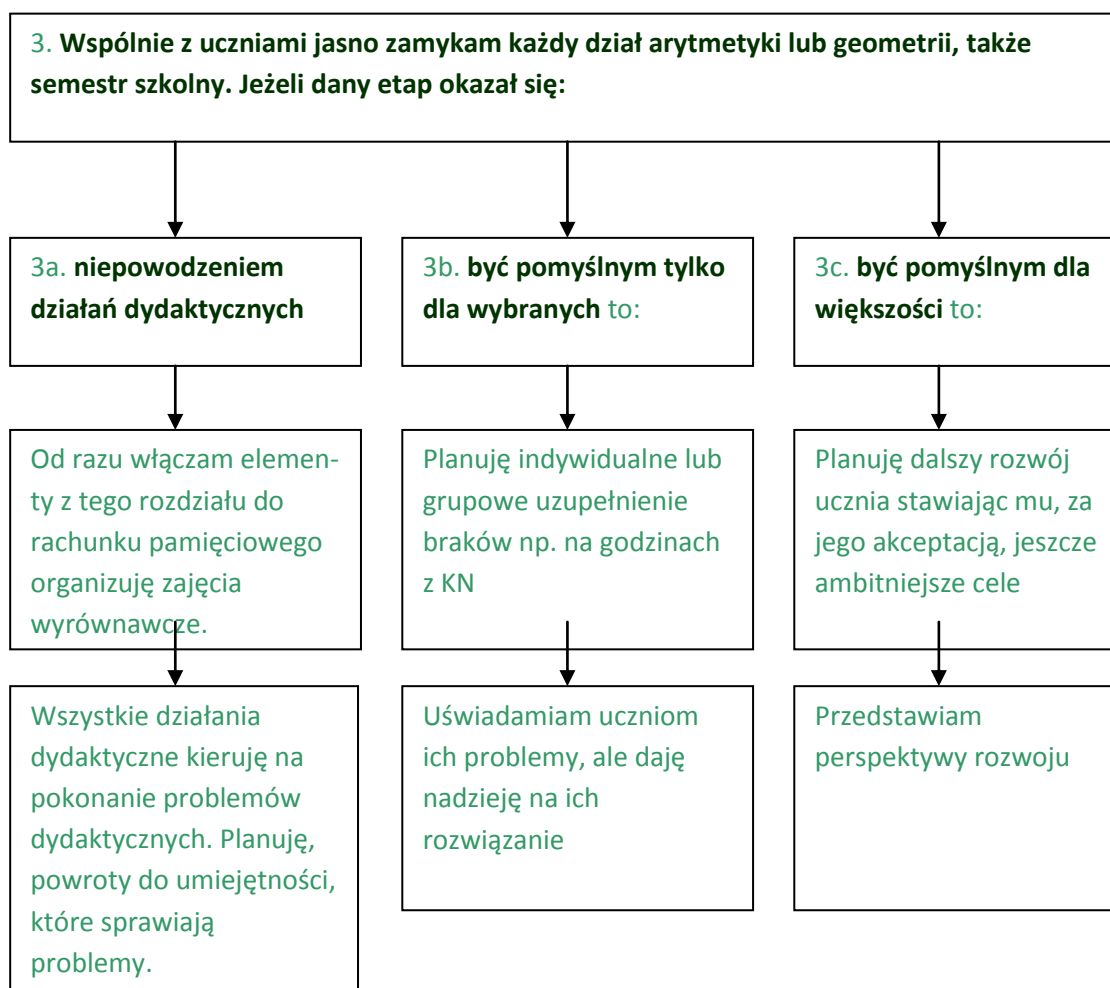 3. Wspólnie z uczniami jasno zamykam każdy dział arytmetyki lub geometrii, także
semestr szkolny. Jeżeli dany etap okazał się:
3a. niepowodzeniem
działań dydaktycznych
3b. być pomyślnym tylko
dla wybranych to:
3c. być pomyślnym dla
większości to:
Od razu włączam elemen-
ty z tego rozdziału do
rachunku pamięciowego
organizuję zajęcia
wyrównawcze.
Planuję indywidualne lub
grupowe uzupełnienie
braków np. na godzinach
z KN
Planuję dalszy rozwój
ucznia stawiając mu, za
jego akceptacją, jeszcze
ambitniejsze cele
Wszystkie działania
dydaktyczne kieruję na
pokonanie problemów
dydaktycznych. Planuję,
powroty do umiejętności,
które sprawiają
problemy.
Uświadamiam uczniom
ich problemy, ale daję
nadzieję na ich
rozwiązanie
Przedstawiam
perspektywy rozwoju